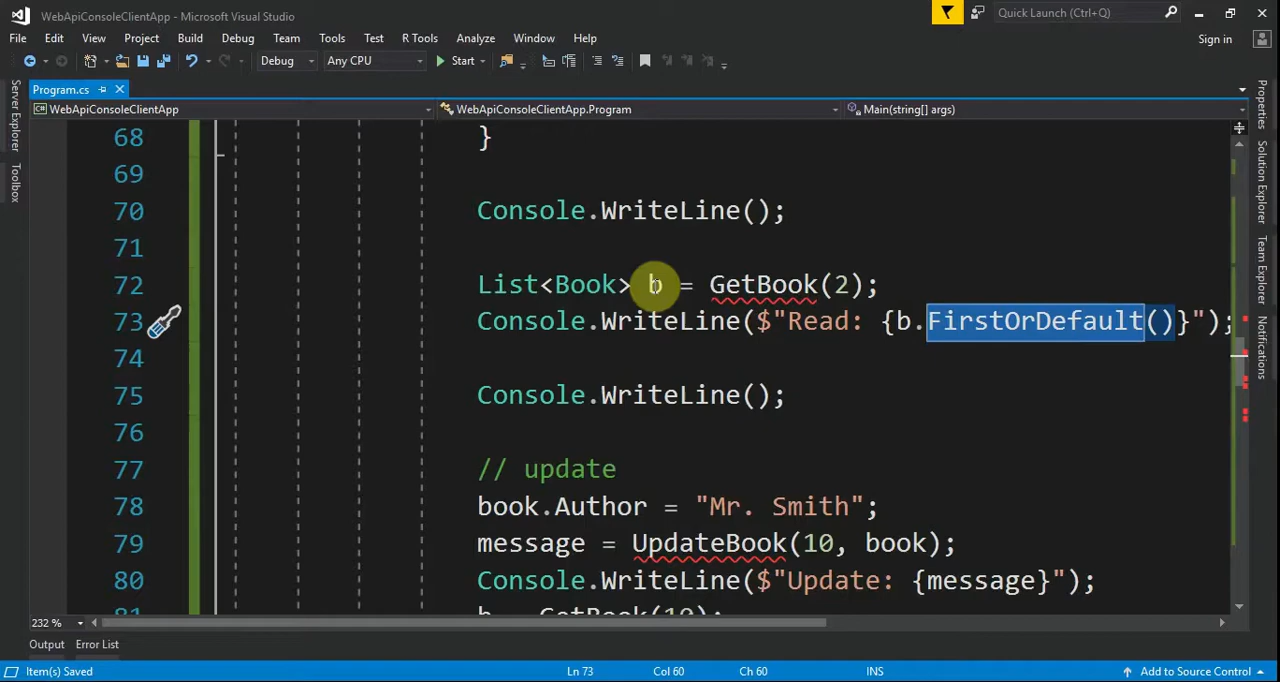 WebApiConsoleClientApp - Microsoft Visual Studio
Quick Launch (Ctrl+Q)
File Edit View Project Build Debug Team Tools Test R Tools Analyze Window Help
Sign in
Debug Any CPU Start
Program.cs
WebApiConsoleClientApp WebApiConsoleClientApp.Program Main(string[] args)
Server Explorer
Toolbox
68 }
69
70 Console.WriteLine();
71
72 List<Book> b = GetBook(2);
73 Console.WriteLine($"Read: {b.FirstOrDefault()}");
74
75 Console.WriteLine();
76
77 // update
78 book.Author = "Mr. Smith";
79 message = UpdateBook(10, book);
80 Console.WriteLine($"Update: {message}");
81 b = GetBook(10);
Properties
Solution Explorer
Team Explorer
Notifications
232 %
Output Error List
Item(s) Saved Ln 73 Col 60 Ch 60 INS Add to Source Control